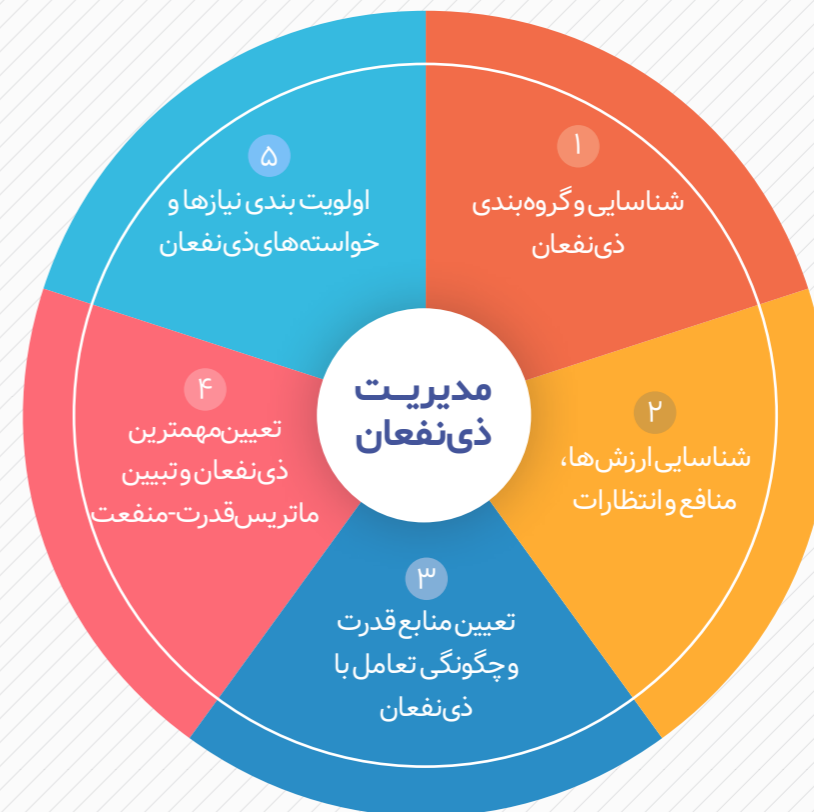 مدیریت
ذی‌نفعان
۱
شناسایی و گروه‌بندی
ذی‌نفعان
۲
شناسایی ارزش‌ها،
منافع و انتظارات
۳
تعیین منابع قدرت
و چگونگی تعامل با
ذی‌نفعان
۴
تعیین مهمترین
ذی‌نفعان و تبیین
ماتریس قدرت-منفعت
۵
اولویت بندی نیازها و
خواسته‌های ذی‌نفعان